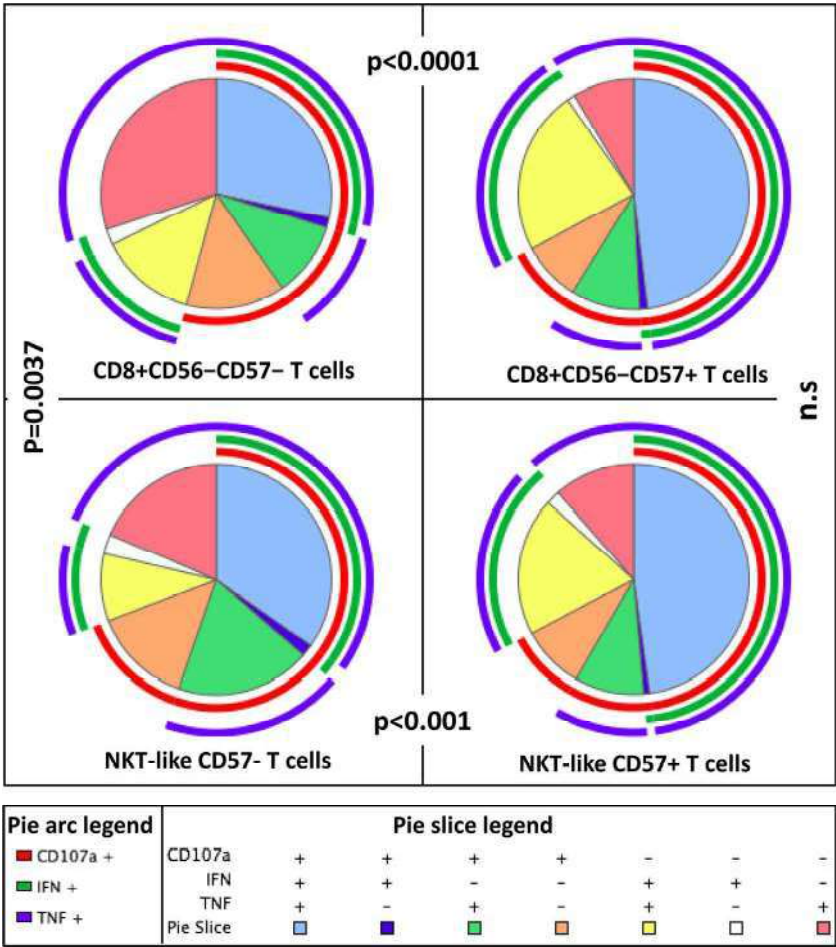 p<0.0001
CD8+CD56−CD57− T cells
CD8+CD56−CD57+ T cells
P=0.0037
n.s
p<0.001
NKT-like CD57- T cells
NKT-like CD57+ T cells
Pie arc legend
CD107a +
IFN +
TNF +
Pie slice legend
CD107a + + + + - - -
IFN + + - - + + -
TNF + - + - + - +
Pie Slice